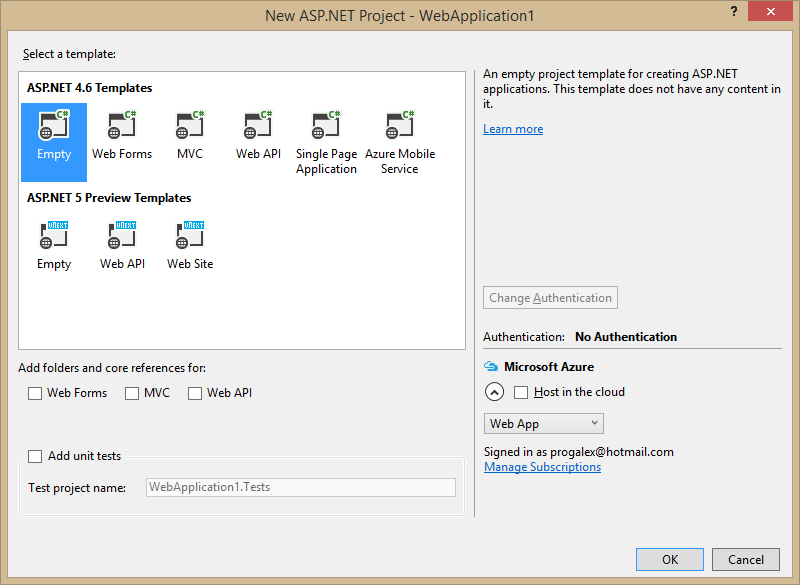 New ASP.NET Project - WebApplication1
?
Select a template:
ASP.NET 4.6 Templates
C# C# C# C# C# C#
Empty Web Forms MVC Web API Single Page Application Azure Mobile Service
ASP.NET 5 Preview Templates
vNEXT vNEXT vNEXT
Empty Web API Web Site
Add folders and core references for:
Web Forms MVC Web API
Add unit tests
Test project name: WebApplication1.Tests
An empty project template for creating ASP.NET
applications. This template does not have any content in
it.
Learn more
Change Authentication
Authentication: No Authentication
Microsoft Azure
Host in the cloud
Web App
Signed in as progalex@hotmail.com
Manage Subscriptions
OK Cancel